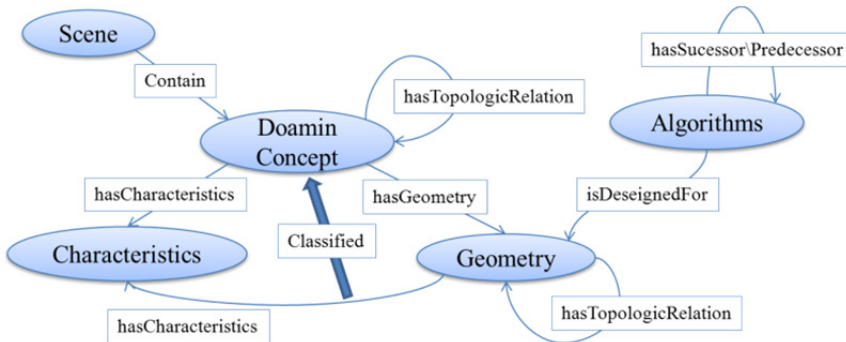 Scene
hasSucessor\Predecessor
Contain
hasTopologicRelation
Algorithms
Doamin
Concept
hasCharacteristics
hasGeometry
isDeseignedFor
Classified
Characteristics
Geometry
hasTopologicRelation
hasCharacteristics